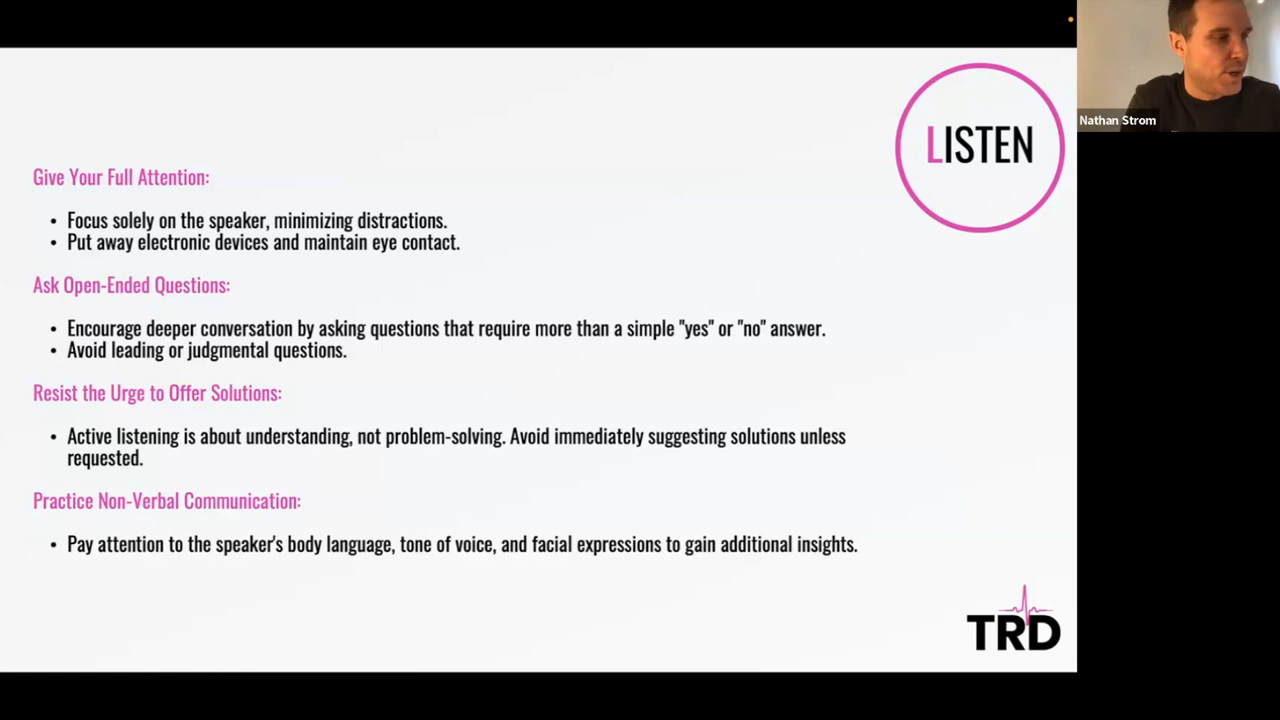 LISTEN
Nathan Strom
Give Your Full Attention:
• Focus solely on the speaker, minimizing distractions.
• Put away electronic devices and maintain eye contact.
Ask Open-Ended Questions:
• Encourage deeper conversation by asking questions that require more than a simple "yes" or "no" answer.
• Avoid leading or judgmental questions.
Resist the Urge to Offer Solutions:
• Active listening is about understanding, not problem-solving. Avoid immediately suggesting solutions unless
requested.
Practice Non-Verbal Communication:
• Pay attention to the speaker's body language, tone of voice, and facial expressions to gain additional insights.
TRD